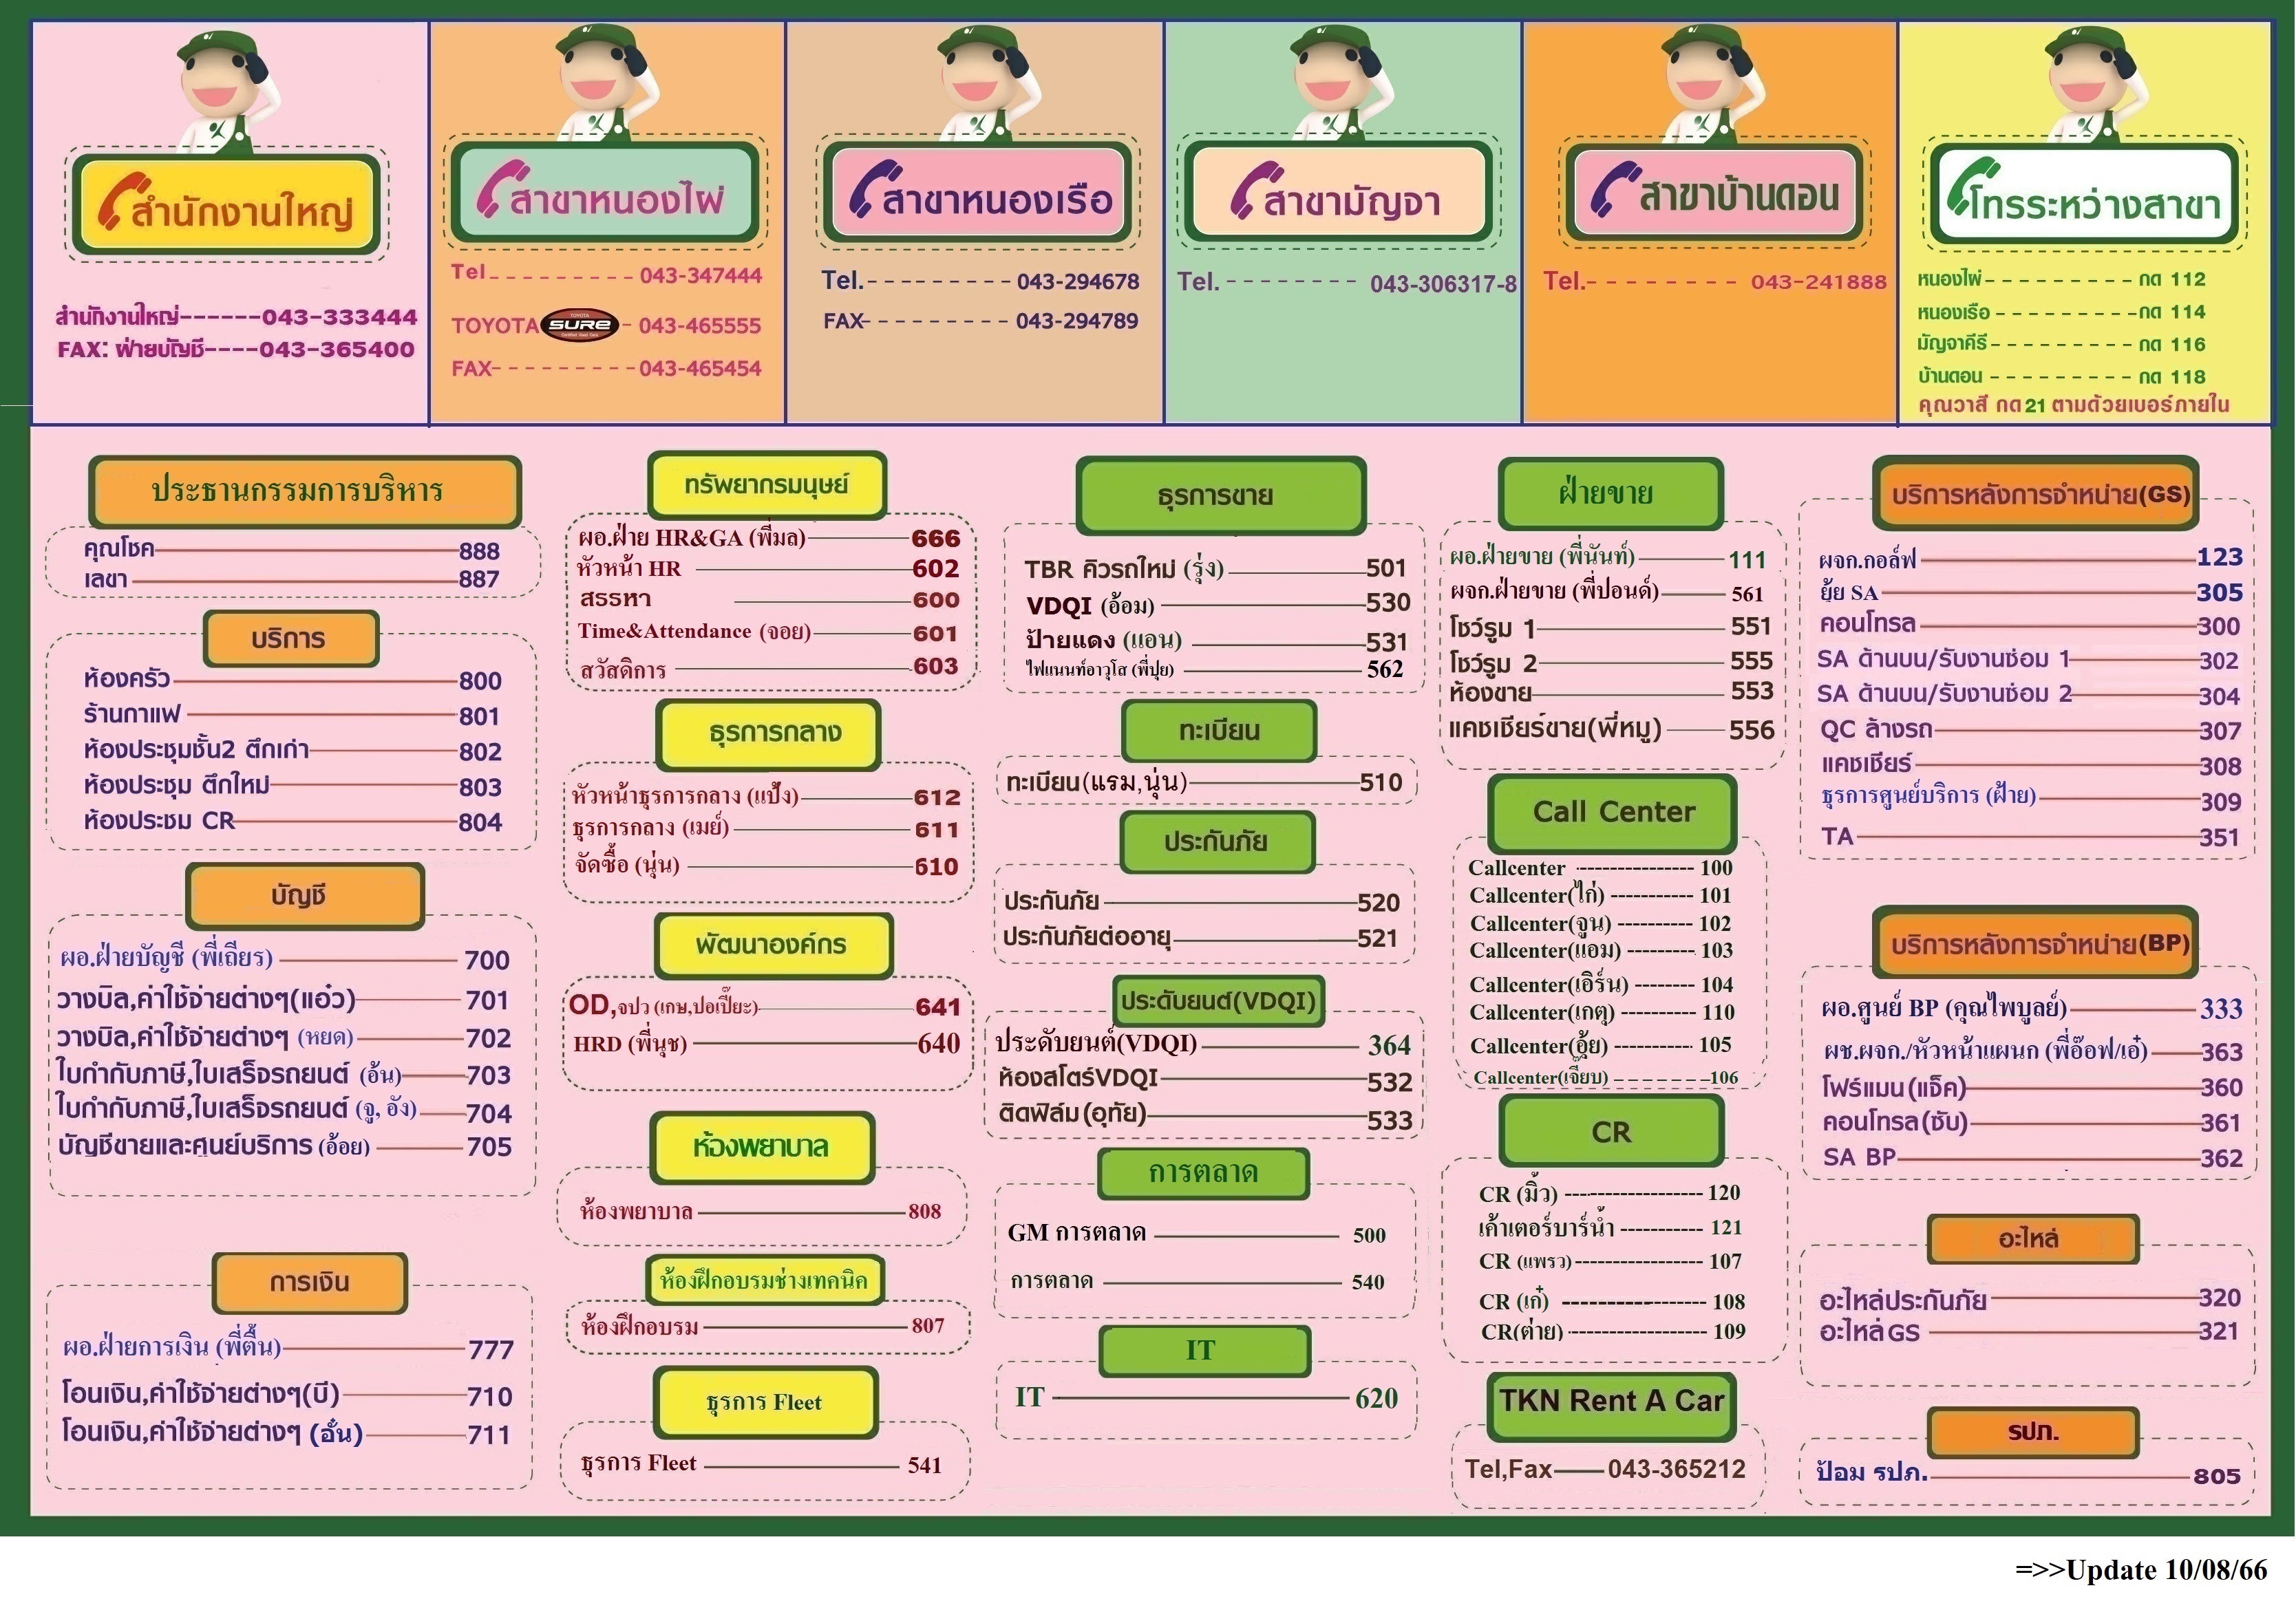 สำนักงานใหญ่
สำนักงานใหญ่------043-333444
FAX: ฝ่ายบัญชี----043-365400
สาขาหนองไผ่
Tel - - - - - - - - 043-347444
TOYOTA TOYOTA SURE - 043-465555
FAX- - - - - - - - - 043-465454
สาขาหนองเรือ
Tel.- - - - - - - - - 043-294678
FAX- - - - - - - - - 043-294789
สาขามัญจา
Tel. - - - - - - - - 043-306317-8
สาขาบ้านดอน
Tel.- - - - - - - - 043-241888
โทรระหว่างสาขา
หนองไผ่- - - - - - - - - - กด 112
หนองเรือ - - - - - - - - - -กด 114
มัญจาคีรี- - - - - - - - - - กด 116
บ้านดอน - - - - - - - - - - กด 118
คุณวาสี กด 21 ตามด้วยเบอร์ภายใน
ประธานกรรมการบริหาร
คุณโชค 888
เลขา 887
บริการ
ห้องครัว 800
ร้านกาแฟ 801
ห้องประชุมชั้น2 ตึกเก่า 802
ห้องประชุม ตึกใหม่ 803
ห้องประชม CR 804
บัญชี
ผอ.ฝ่ายบัญชี (พี่เถียร) 700
วางบิล,ค่าใช้จ่ายต่างๆ(แอ๋ว) 701
วางบิล,ค่าใช้จ่ายต่างๆ (หยด) 702
ใบกำกับภาษี,ใบเสร็จรถยนต์ (อ้น) 703
ใบกำกับภาษี,ใบเสร็จรถยนต์ (จู, อัง) 704
บัญชีขายและศูนย์บริการ (อ้อย) 705
การเงิน
ผอ.ฝ่ายการเงิน (พี่ตื้น) 777
โอนเงิน,ค่าใช้จ่ายต่างๆ(บี) 710
โอนเงิน,ค่าใช้จ่ายต่างๆ (อั๋น) 711
ทรัพยากรมนุษย์
ผอ.ฝ่าย HR&GA (พี่มล) 666
หัวหน้า HR 602
สรรหา 600
Time&Attendance (จอย) 601
สวัสดิการ 603
ธุรการกลาง
หัวหน้าธุรการกลาง (แป้ง) 612
ธุรการกลาง (เมย์) 611
จัดซื้อ (นุ่น) 610
พัฒนาองค์กร
OD,จปว (เกษ,ปอเปี๊ยะ) 641
HRD (พี่นุช) 640
ห้องพยาบาล
ห้องพยาบาล 808
ห้องฝึกอบรมช่างเทคนิค
ห้องฝึกอบรม 807
ธุรการ Fleet
ธุรการ Fleet 541
ธุรการขาย
TBR คิวรถใหม่ (รุ่ง) 501
VDQI (อ้อม) 530
ป้ายแดง (แอน) 531
ไฟแนนท์อาวุโส (พี่ปุย) 562
ทะเบียน
ทะเบียน(แรม,นุ่น) 510
ประกันภัย
ประกันภัย 520
ประกันภัยต่ออายุ 521
ประดับยนต์(VDQI)
ประดับยนต์(VDQI) 364
ห้องสโตร์VDQI 532
ติดฟิล์ม(อุทัย) 533
การตลาด
GM การตลาด 500
การตลาด 540
IT
IT 620
ฝ่ายขาย
ผอ.ฝ่ายขาย (พี่นันท์) 111
ผจก.ฝ่ายขาย (พี่ปอนด์) 561
โชว์รูม 1 551
โชว์รูม 2 555
ห้องขาย 553
แคชเชียร์ขาย(พี่หมู) 556
Call Center
Callcenter ---------------- 100
Callcenter(ไก่) ----------- 101
Callcenter(จูน) ----------- 102
Callcenter(แอม) --------- 103
Callcenter(เอิร์น) --------- 104
Callcenter(เกตุ) ---------- 110
Callcenter(อุ้ย) ----------- 105
Callcenter(เจี๊ยบ) – – – – – –106
CR
CR (มิ้ว) ------------------- 120
เค้าเตอร์บาร์น้ำ ----------- 121
CR (แพรว)------------------ 107
CR (เก๋) ------------------- 108
CR(ต่าย) ------------------- 109
TKN Rent A Car
Tel,Fax 043-365212
บริการหลังการจำหน่าย(GS)
ผจก.กอล์ฟ 123
ยุ้ย SA 305
คอนโทรล 300
SA ด้านบน/รับงานซ่อม 1 302
SA ด้านบน/รับงานซ่อม 2 304
QC ล้างรถ 307
แคชเชียร์ 308
ธุรการศูนย์บริการ (ฝ้าย) 309
TA 351
บริการหลังการจำหน่าย(BP)
ผอ.ศูนย์ BP (คุณไพบูลย์) 333
ผช.ผจก./หัวหน้าแผนก (พี่อ๊อฟ/เอ๋) 363
โฟร์แมน(แจ็ค) 360
คอนโทรล(ซับ) 361
SA BP 362
อะไหล่
อะไหล่ประกันภัย 320
อะไหล่ GS 321
รปภ.
ป้อม รปภ. 805
=>>Update 10/08/66